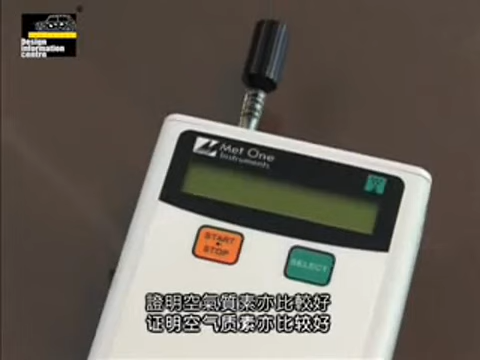 Design
information
centre
Met One
Instruments
START
STOP
SELECT
證明空氣質素亦比較好
证明空气质素亦比较好